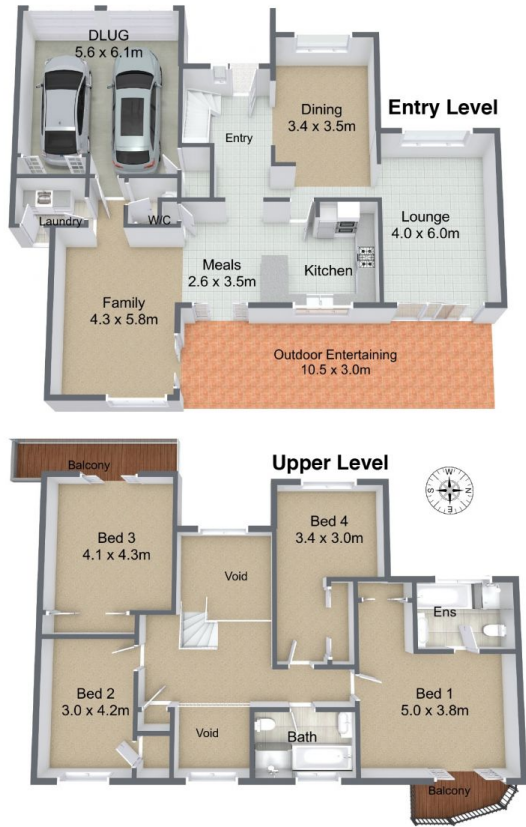 DLUG
5.6 x 6.1m
Entry
Dining
3.4 x 3.5m
Entry Level
Laundry
W/C
Lounge
4.0 x 6.0m
Meals
2.6 x 3.5m
Kitchen
Family
4.3 x 5.8m
Outdoor Entertaining
10.5 x 3.0m
Balcony
Upper Level
W
S
N
E
Bed 3
4.1 x 4.3m
Bed 4
3.4 x 3.0m
Void
Ens
Bed 2
3.0 x 4.2m
Bed 1
5.0 x 3.8m
Void
Bath
Balcony